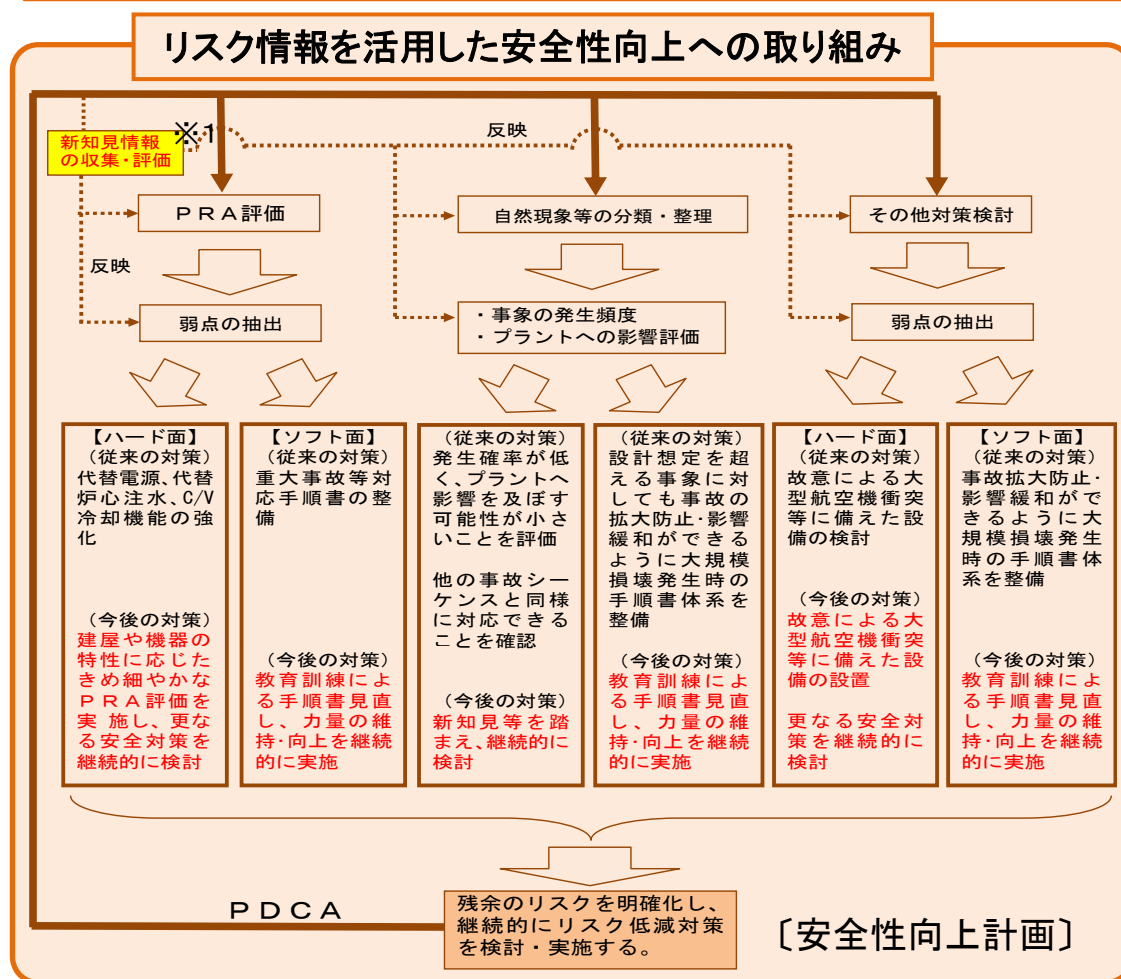 リスク情報を活用した安全性向上への取り組み
新知見情報
の収集・評価
※1
反映
ＰＲＡ評価
自然現象等の分類・整理
その他対策検討
反映
弱点の抽出
・事象の発生頻度
・プラントへの影響評価
弱点の抽出
【ハード面】
（従来の対策）
代替電源、代替
炉心注水、C/V
冷却機能の強
化
（今後の対策）
建屋や機器の
特性に応じた
きめ細やかな
ＰＲＡ評価を
実施し、更な
る安全対策を
継続的に検討
【ソフト面】
（従来の対策）
重大事故等対
応手順書の整
備
（今後の対策）
教育訓練によ
る手順書見直
し、力量の維
持・向上を継続
的に実施
（従来の対策）
発生確率が低
く、プラントへ
影響を及ぼす
可能性が小さ
いことを評価
他の事故シー
ケンスと同様
に対応できる
ことを確認
（今後の対策）
新知見等を踏
まえ、継続的に
検討
（従来の対策）
設計想定を超
える事象に対
しても事故の
拡大防止・影響
緩和ができる
ように大規模
損壊発生時の
手順書体系を
整備
（今後の対策）
教育訓練によ
る手順書見直
し、力量の維
持・向上を継続
的に実施
【ハード面】
（従来の対策）
故意による大
型航空機衝突
等に備えた設
備の検討
（今後の対策）
故意による大
型航空機衝突
等に備えた設
備の設置
更なる安全対
策を継続的に
検討
【ソフト面】
（従来の対策）
事故拡大防止・
影響緩和がで
きるように大
規模損壊発生
時の手順書体
系を整備
（今後の対策）
教育訓練によ
る手順書見直
し、力量の維
持・向上を継続
的に実施
ＰＤＣＡ
残余のリスクを明確化し、
継続的にリスク低減対策
を検討・実施する。
〔安全性向上計画〕